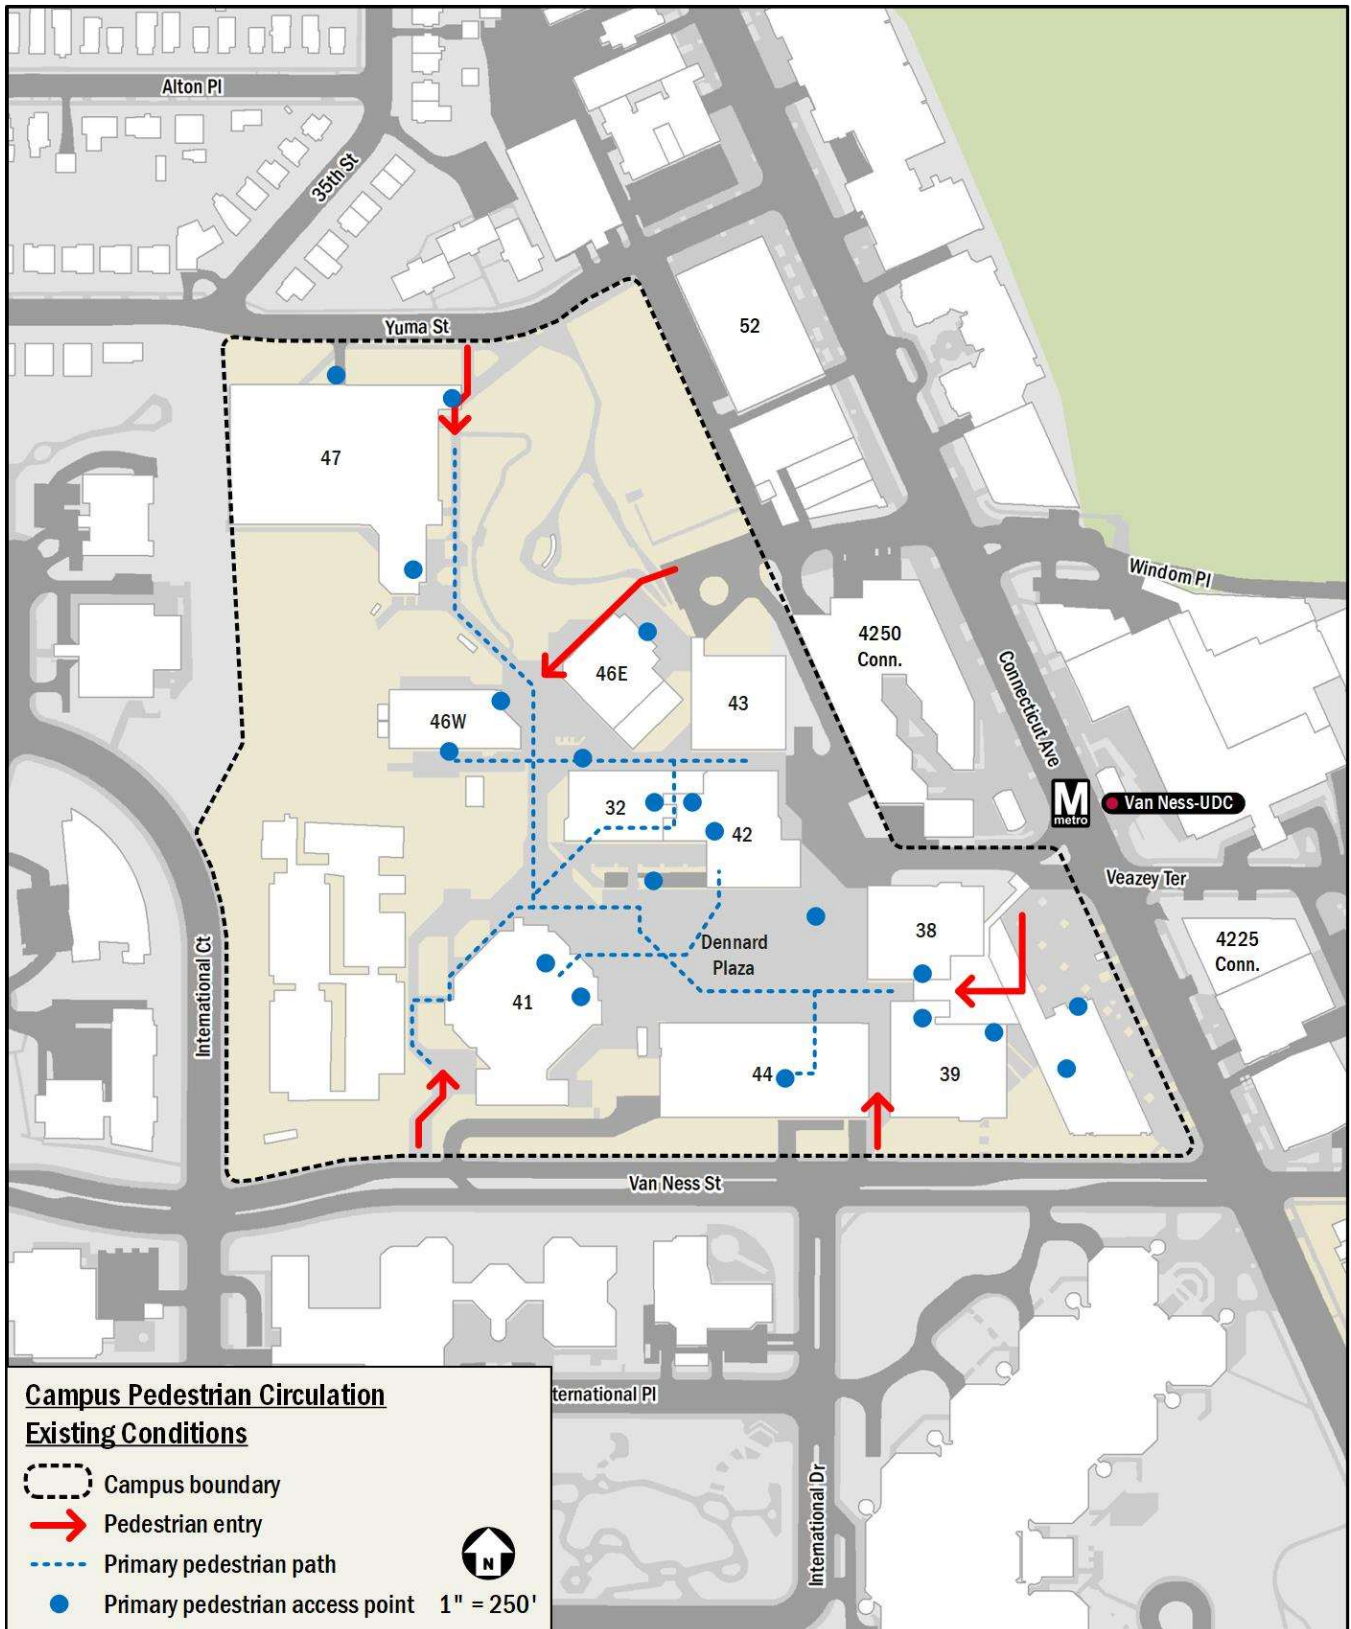 Alton Pl
35th St
Yuma St
52
47
Windom Pl
4250
Conn.
Connecticut Ave
46E
43
46W
M
metro
Van Ness-UDC
32
42
Veazey Ter
38
4225
Conn.
Dennard
Plaza
International Ct
41
44
39
Van Ness St
ternational Pl
International Dr
Campus Pedestrian Circulation
Existing Conditions
Campus boundary
Pedestrian entry
Primary pedestrian path
N
Primary pedestrian access point
1" = 250'